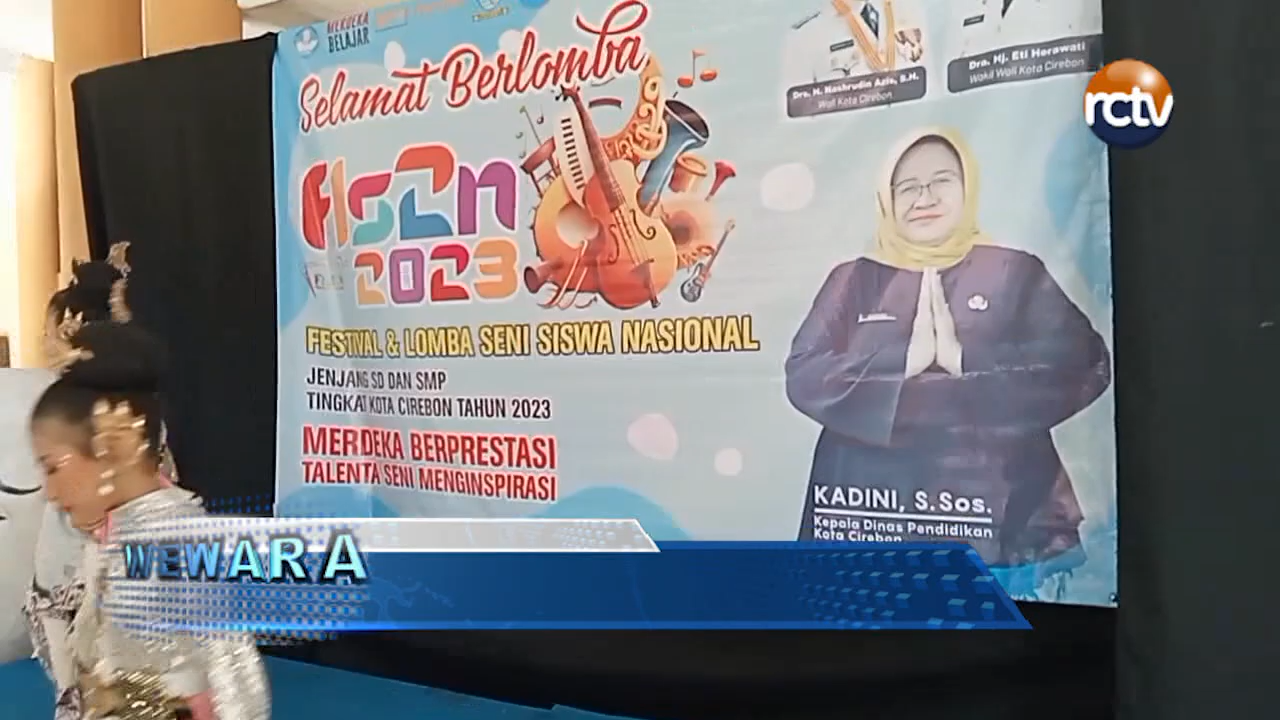 MERDEKA
BELAJAR
Selamat Berlomba
fls2n
2023
FESTIVAL & LOMBA SENI SISWA NASIONAL
JENJANG SD DAN SMP
TINGKAT KOTA CIREBON TAHUN 2023
MERDEKA BERPRESTASI
TALENTA SENI MENGINSPIRASI
Drs. H. Nashrudin Azis, S.H.
Wali Kota Cirebon
Dra. Hj. Eti Herawati
Wakil Wali Kota Cirebon
rctv
KADINI, S.Sos.
Kepala Dinas Pendidikan
Kota Cirebon
WEWARA